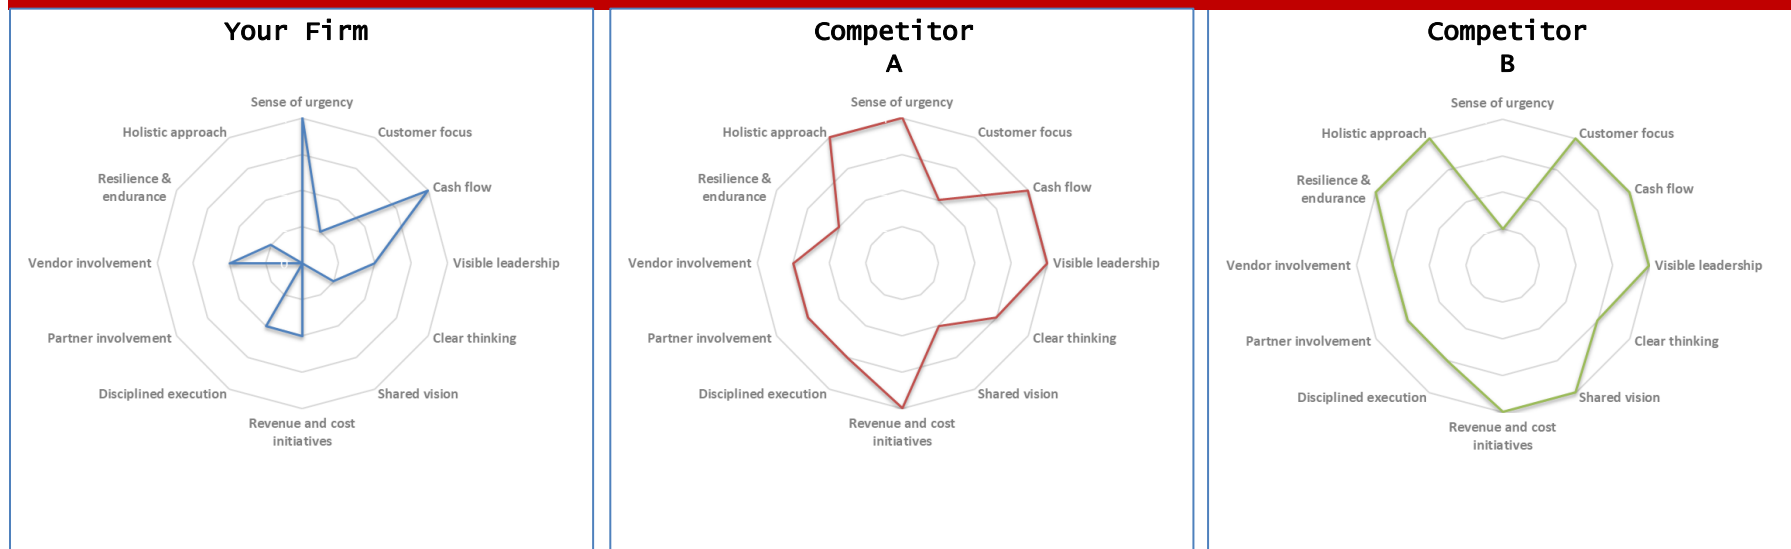 Your Firm
Sense of urgency
Holistic approach
Customer focus
Resilience &
endurance
Cash flow
Vendor involvement
Visible leadership
Partner involvement
Clear thinking
Disciplined execution
Shared vision
Revenue and cost
initiatives
Competitor
A
Sense of urgency
Holistic approach
Customer focus
Resilience &
endurance
Cash flow
Vendor involvement
Visible leadership
Partner involvement
Clear thinking
Disciplined execution
Shared vision
Revenue and cost
initiatives
Competitor
B
Sense of urgency
Holistic approach
Customer focus
Resilience &
endurance
Cash flow
Vendor involvement
Visible leadership
Partner involvement
Clear thinking
Disciplined execution
Shared vision
Revenue and cost
initiatives